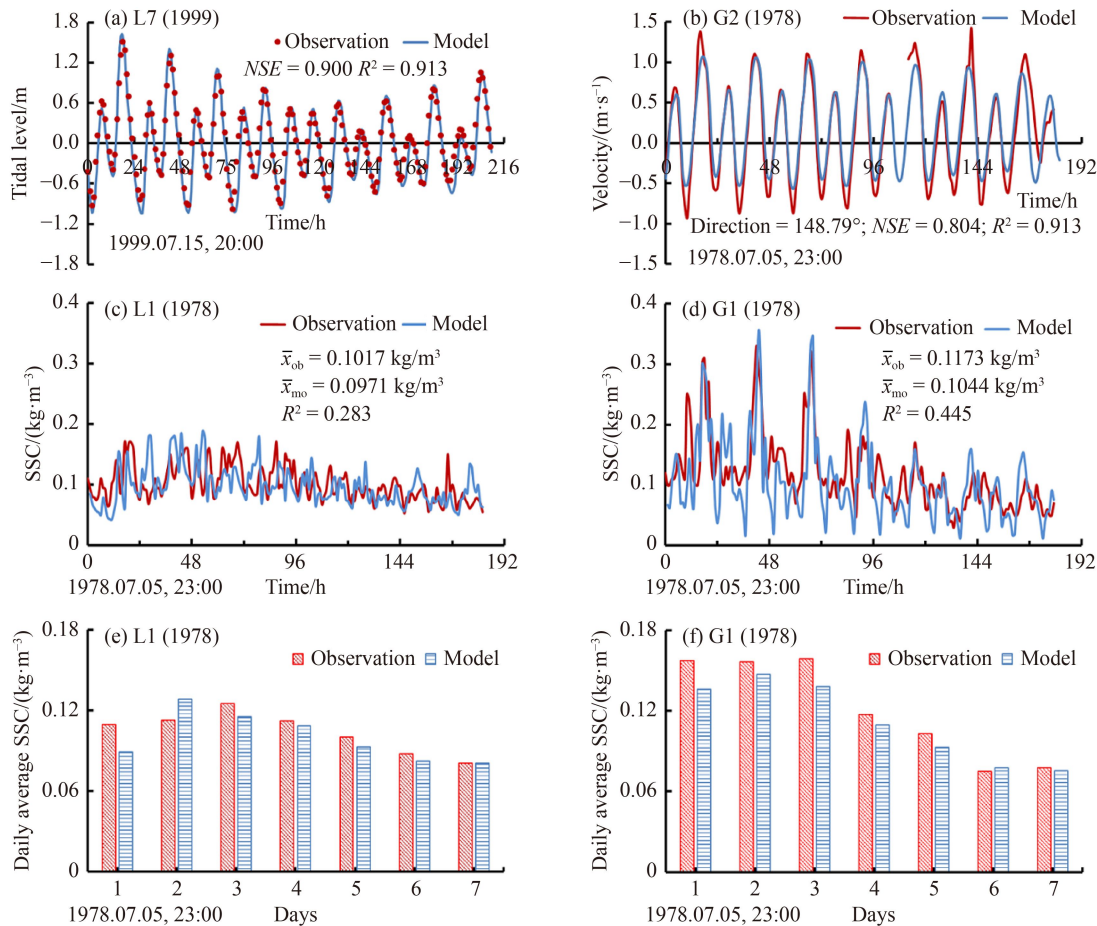 (a) L7 (1999)
Observation Model
NSE = 0.900 R² = 0.913
Tidal level/m
1.8
1.2
0.6
0.0
−0.6
−1.2
−1.8
0 24 48 72 96 120 144 168 192 216
Time/h
1999.07.15, 20:00
(b) G2 (1978)
Observation Model
Velocity/(m·s⁻¹)
1.5
1.0
0.5
0.0
−0.5
−1.0
−1.5
0 48 96 144 192
Time/h
Direction = 148.79°; NSE = 0.804; R² = 0.913
1978.07.05, 23:00
(c) L1 (1978)
Observation Model
x̅ob = 0.1017 kg/m³
x̅mo = 0.0971 kg/m³
R² = 0.283
SSC/(kg·m⁻³)
0.4
0.3
0.2
0.1
0
0 48 96 144 192
1978.07.05, 23:00 Time/h
(d) G1 (1978)
Observation Model
x̅ob = 0.1173 kg/m³
x̅mo = 0.1044 kg/m³
R² = 0.445
SSC/(kg·m⁻³)
0.4
0.3
0.2
0.1
0
0 48 96 144 192
1978.07.05, 23:00 Time/h
(e) L1 (1978)
Observation Model
Daily average SSC/(kg·m⁻³)
0.18
0.12
0.06
0
1 2 3 4 5 6 7
1978.07.05, 23:00 Days
(f) G1 (1978)
Observation Model
Daily average SSC/(kg·m⁻³)
0.18
0.12
0.06
0
1 2 3 4 5 6 7
1978.07.05, 23:00 Days